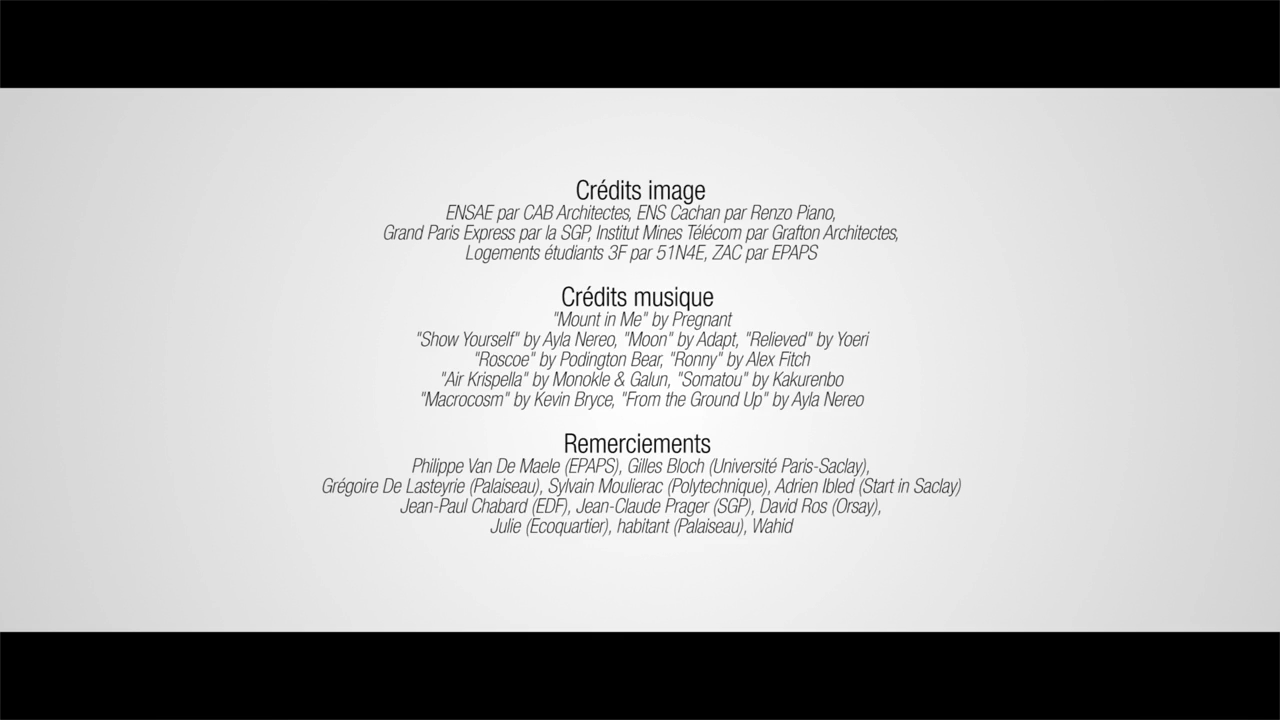 Crédits image
ENSAE par CAB Architectes, ENS Cachan par Renzo Piano,
Grand Paris Express par la SGP, Institut Mines Télécom par Grafton Architectes,
Logements étudiants 3F par 51N4E, ZAC par EPAPS
Crédits musique
"Mount in Me" by Pregnant
"Show Yourself" by Ayla Nereo, "Moon" by Adapt, "Relieved" by Yoeri
"Roscoe" by Podington Bear, "Ronny" by Alex Fitch
"Air Krispella" by Monokle & Galun, "Somatou" by Kakurenbo
"Macrocosm" by Kevin Bryce, "From the Ground Up" by Ayla Nereo
Remerciements
Philippe Van De Maele (EPAPS), Gilles Bloch (Université Paris-Saclay),
Grégoire De Lasteyrie (Palaiseau), Sylvain Moulierac (Polytechnique), Adrien Ibled (Start in Saclay)
Jean-Paul Chabard (EDF), Jean-Claude Prager (SGP), David Ros (Orsay),
Julie (Ecoquartier), habitant (Palaiseau), Wahid